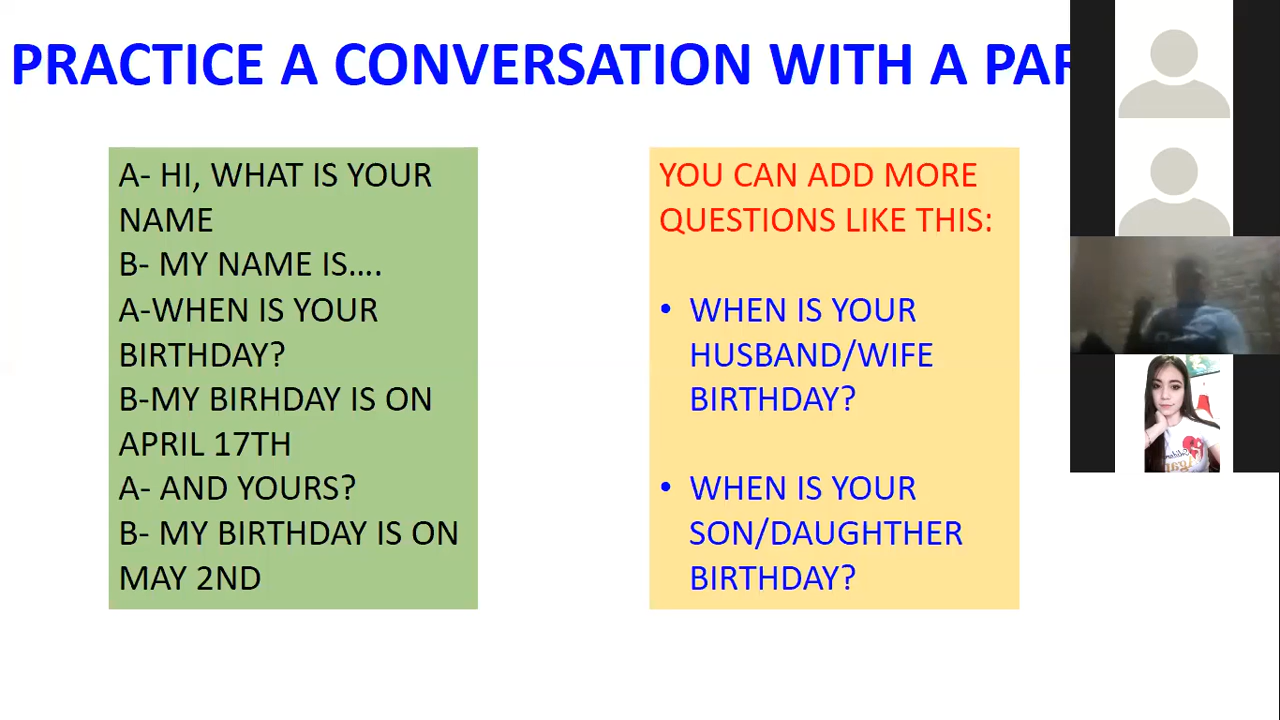 PRACTICE A CONVERSATION WITH A PAR
A- HI, WHAT IS YOUR
NAME
B- MY NAME IS....
A-WHEN IS YOUR
BIRTHDAY?
B-MY BIRHDAY IS ON
APRIL 17TH
A- AND YOURS?
B- MY BIRTHDAY IS ON
MAY 2ND
YOU CAN ADD MORE
QUESTIONS LIKE THIS:
• WHEN IS YOUR
HUSBAND/WIFE
BIRTHDAY?
• WHEN IS YOUR
SON/DAUGHTHER
BIRTHDAY?